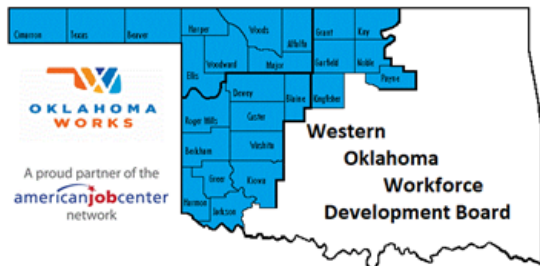 Cimarron Texas Beaver Harper Woods Alfalfa Grant Kay
Woodward Major Garfield Noble
Ellis Payne
Dewey Blaine Kingfisher
Roger Mills Custer
Beckham Washita
Greer Kiowa
Harmon Jackson
OKLAHOMA
WORKS
A proud partner of the
americanjobcenter
network
Western
Oklahoma
Workforce
Development Board